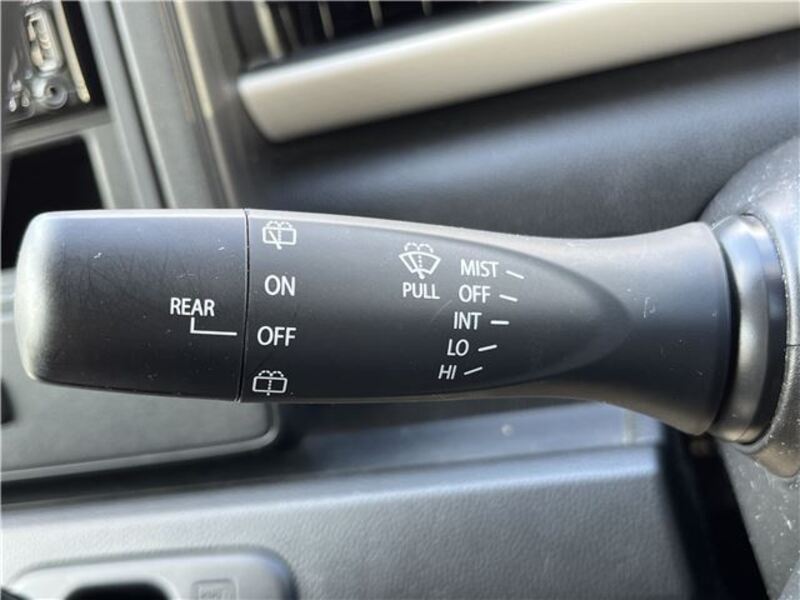 REAR
ON
OFF
PULL
MIST
OFF
INT
LO
HI